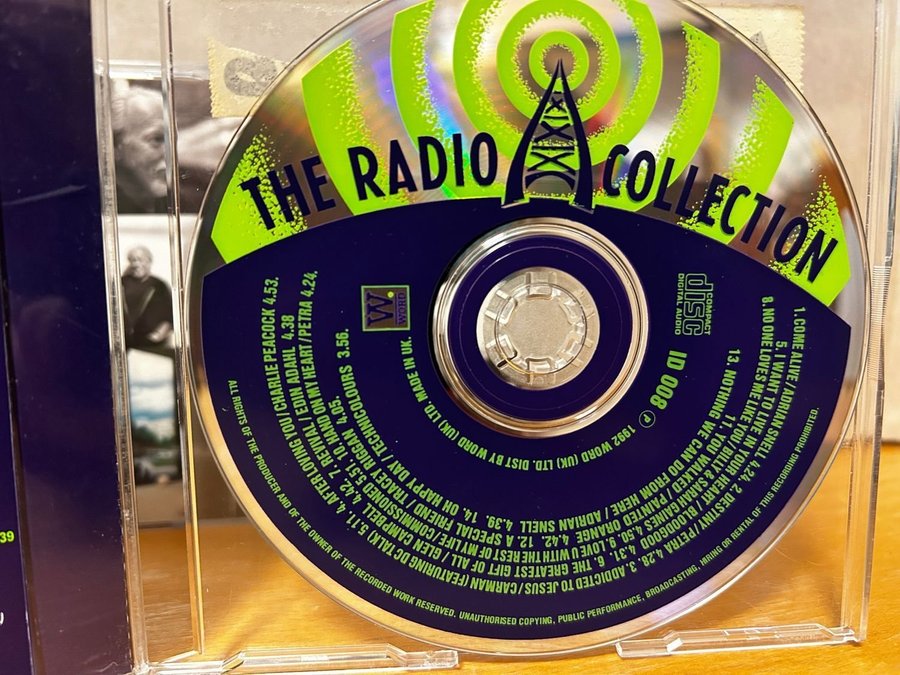 THE RADIO COLLECTION
W.
WORD
COMPACT
disc
DIGITAL AUDIO
ID 008
Ⓟ 1992 WORD (UK) LTD. DIST BY WORD (UK) LTD. MADE IN UK.
1. COME ALIVE/ADRIAN SNELL 4.24. 2. DESTINY/PETRA 4.28. 3. ADDICTED TO JESUS/CARMAN (FEATURING DC TALK) 5.11. 4. AFTER LOVING YOU/CHARLIE PEACOCK 4.53.
5. I WANT TO LIVE IN YOUR HEART/BLOODGOOD 4.31. 6. THE GREATEST GIFT OF ALL/GLEN CAMPBELL 4.42. 7. REVIVAL/EDIN ADAHL 4.38
8. NO ONE LOVES ME LIKE YOU BILLY SARAH GAMES 4.50. 9. WITH THE REST OF MY LIFE/COMMISSIONED 5.51. 10. HAND ON MY HEART/PETRA 4.24.
11. NAKED/PAINTED ORANGE 4.42. 12. A SPECIAL FRIEND/TRACEY RIGGAN 4.05.
13. NOTHING WE CAN DO FROM HERE/ADRIAN SNELL 4.39. 14. OH HAPPY DAY/TECHNICOLOURS 3.56.
ALL RIGHTS OF THE PRODUCER AND OF THE OWNER OF THE RECORDED WORK RESERVED. UNAUTHORISED COPYING, PUBLIC PERFORMANCE, BROADCASTING, HIRING OR RENTAL OF THIS RECORDING PROHIBITED.
39